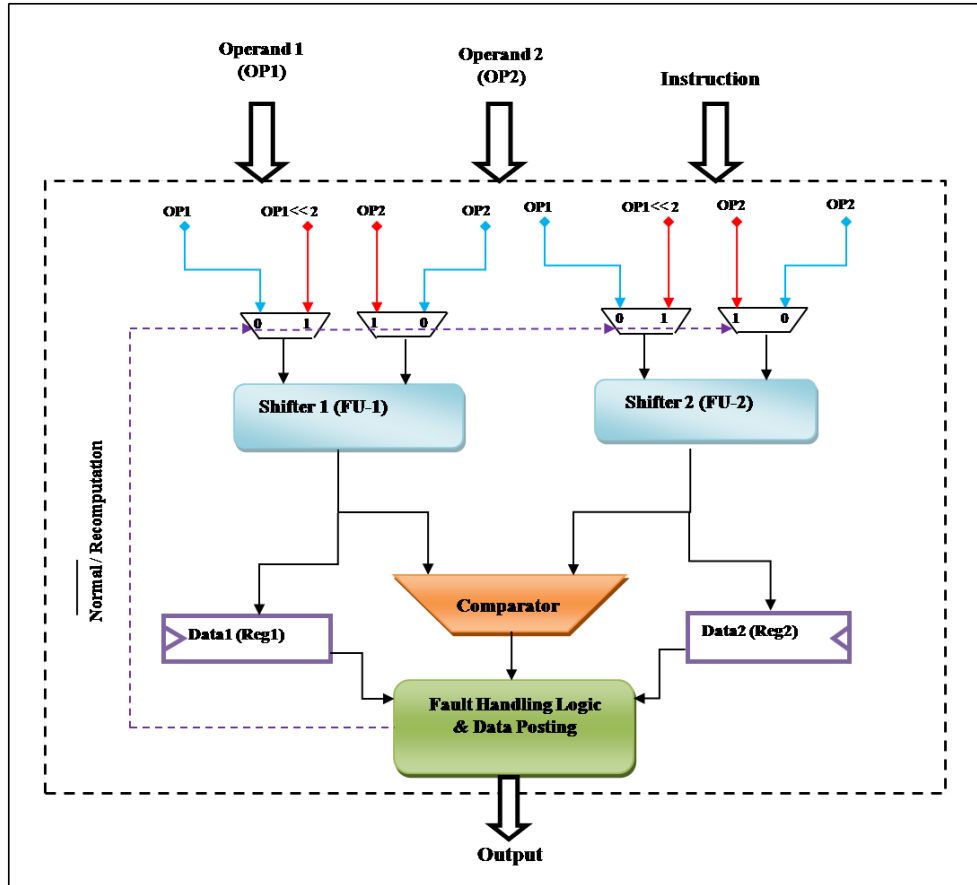 Operand 1
(OP1)
Operand 2
(OP2)
Instruction
OP1
OP1<< 2
OP2
OP2
OP1
OP1<< 2
OP2
OP2
0 1
1 0
0 1
1 0
Shifter 1 (FU-1)
Shifter 2 (FU-2)
Normal / Recomputation
Comparator
Data1 (Reg1)
Data2 (Reg2)
Fault Handling Logic
& Data Posting
Output